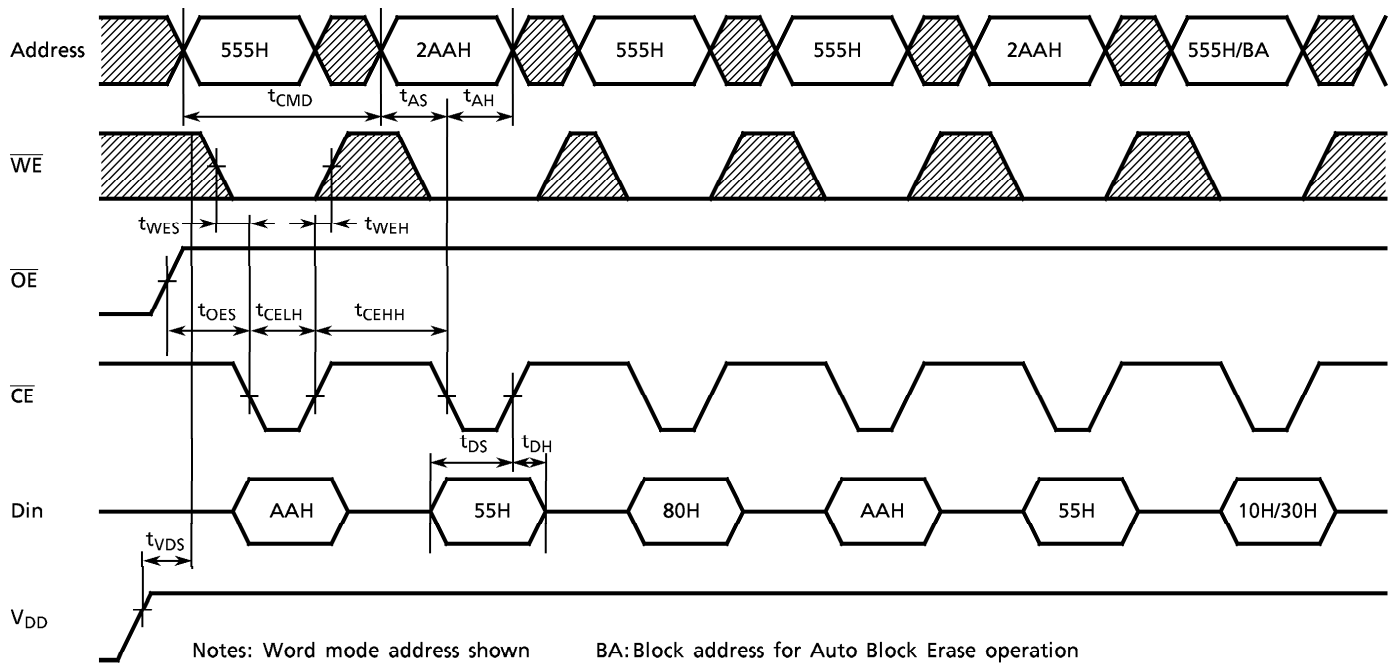 Address 555H 2AAH 555H 555H 2AAH 555H/BA
tCMD tAS tAH
WE
tWES tWEH
OE
tOES tCELH tCEHH
CE
tDS tDH
Din AAH 55H 80H AAH 55H 10H/30H
tVDS
VDD
Notes: Word mode address shown BA: Block address for Auto Block Erase operation